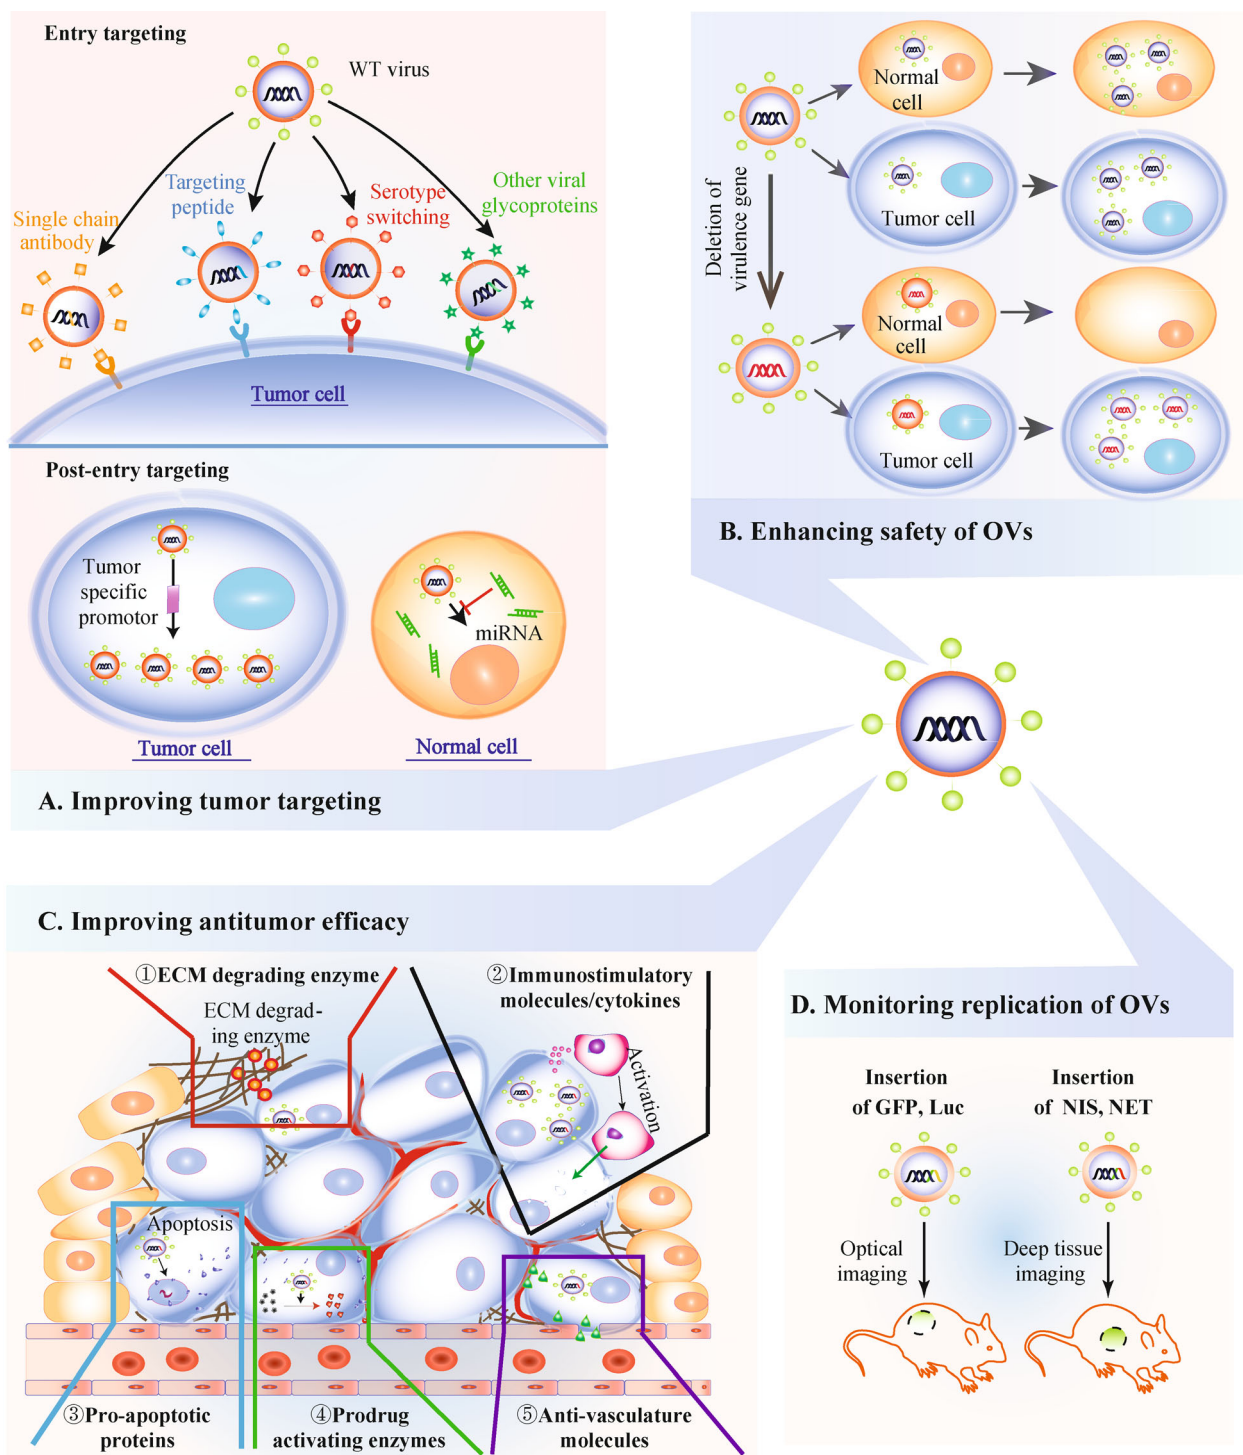 Entry targeting
WT virus
Single chain
antibody
Targeting
peptide
Serotype
switching
Other viral
glycoproteins
Tumor cell
Post-entry targeting
Tumor
specific
promotor
miRNA
Tumor cell
Normal cell
A. Improving tumor targeting
Deletion of
virulence gene
Normal
cell
Tumor cell
Normal
cell
Tumor cell
B. Enhancing safety of OVs
C. Improving antitumor efficacy
①ECM degrading enzyme
ECM degrad-
ing enzyme
②Immunostimulatory
molecules/cytokines
Activation
Apoptosis
③Pro-apoptotic
proteins
④Prodrug
activating enzymes
⑤Anti-vasculature
molecules
D. Monitoring replication of OVs
Insertion
of GFP, Luc
Insertion
of NIS, NET
Optical
imaging
Deep tissue
imaging